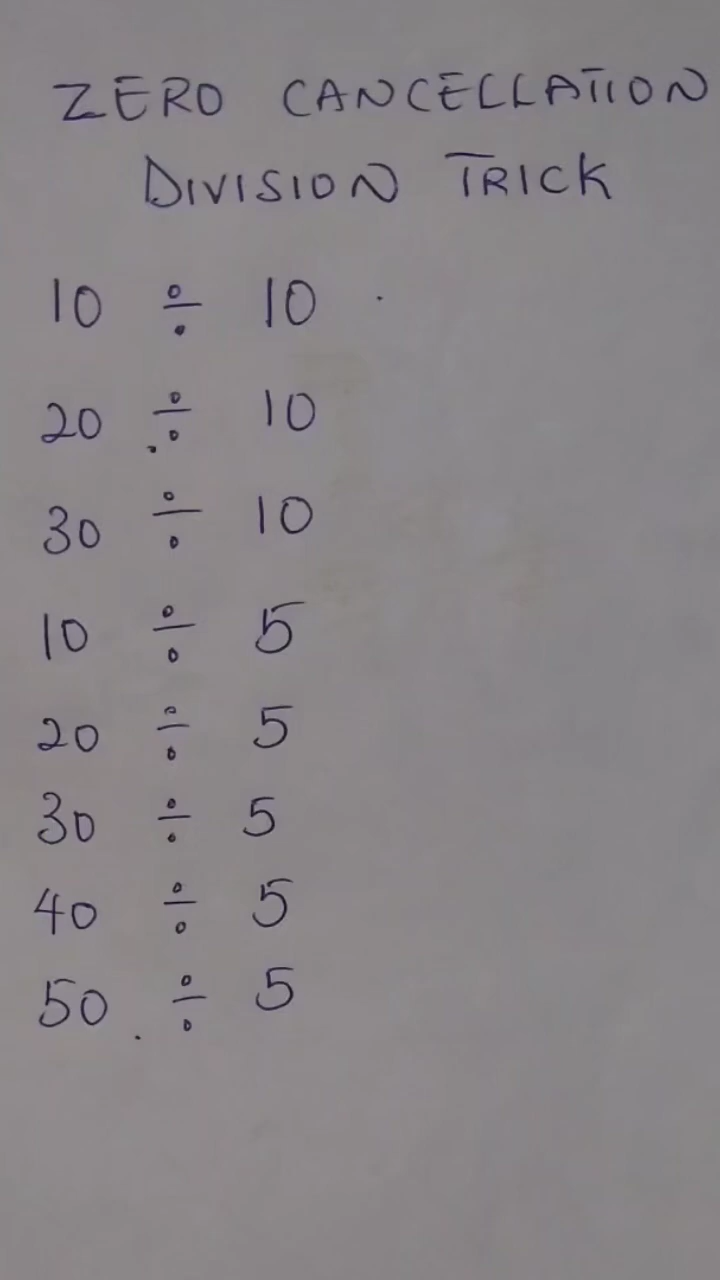 ZERO CANCELLATION
DIVISION TRICK
10 ÷ 10
20 ÷ 10
30 ÷ 10
10 ÷ 5
20 ÷ 5
30 ÷ 5
40 ÷ 5
50 ÷ 5